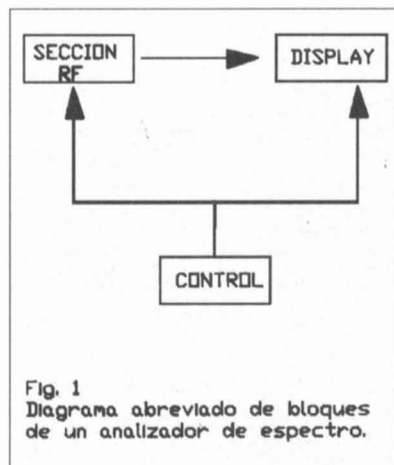 SECCION
RF
DISPLAY
CONTROL
Fig. 1
Diagrama abreviado de bloques
de un analizador de espectro.